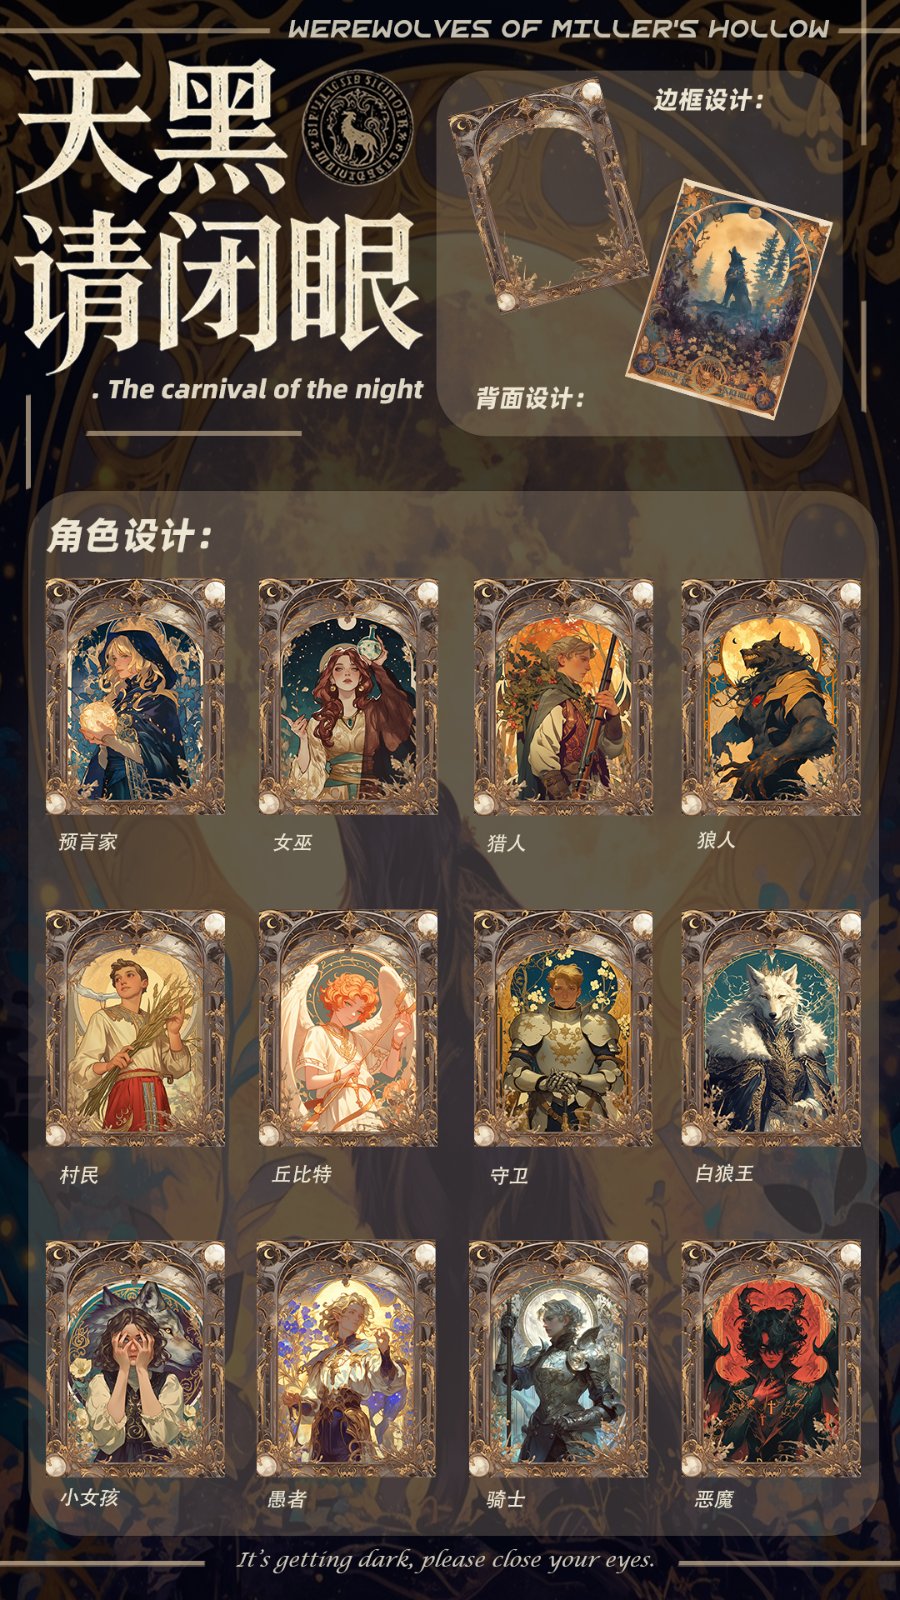 WEREWOLVES OF MILLER'S HOLLOW
天黑
请闭眼
. The carnival of the night
边框设计：
背面设计：
角色设计：
预言家
女巫
猎人
狼人
村民
丘比特
守卫
白狼王
小女孩
愚者
骑士
恶魔
It's getting dark, please close your eyes.